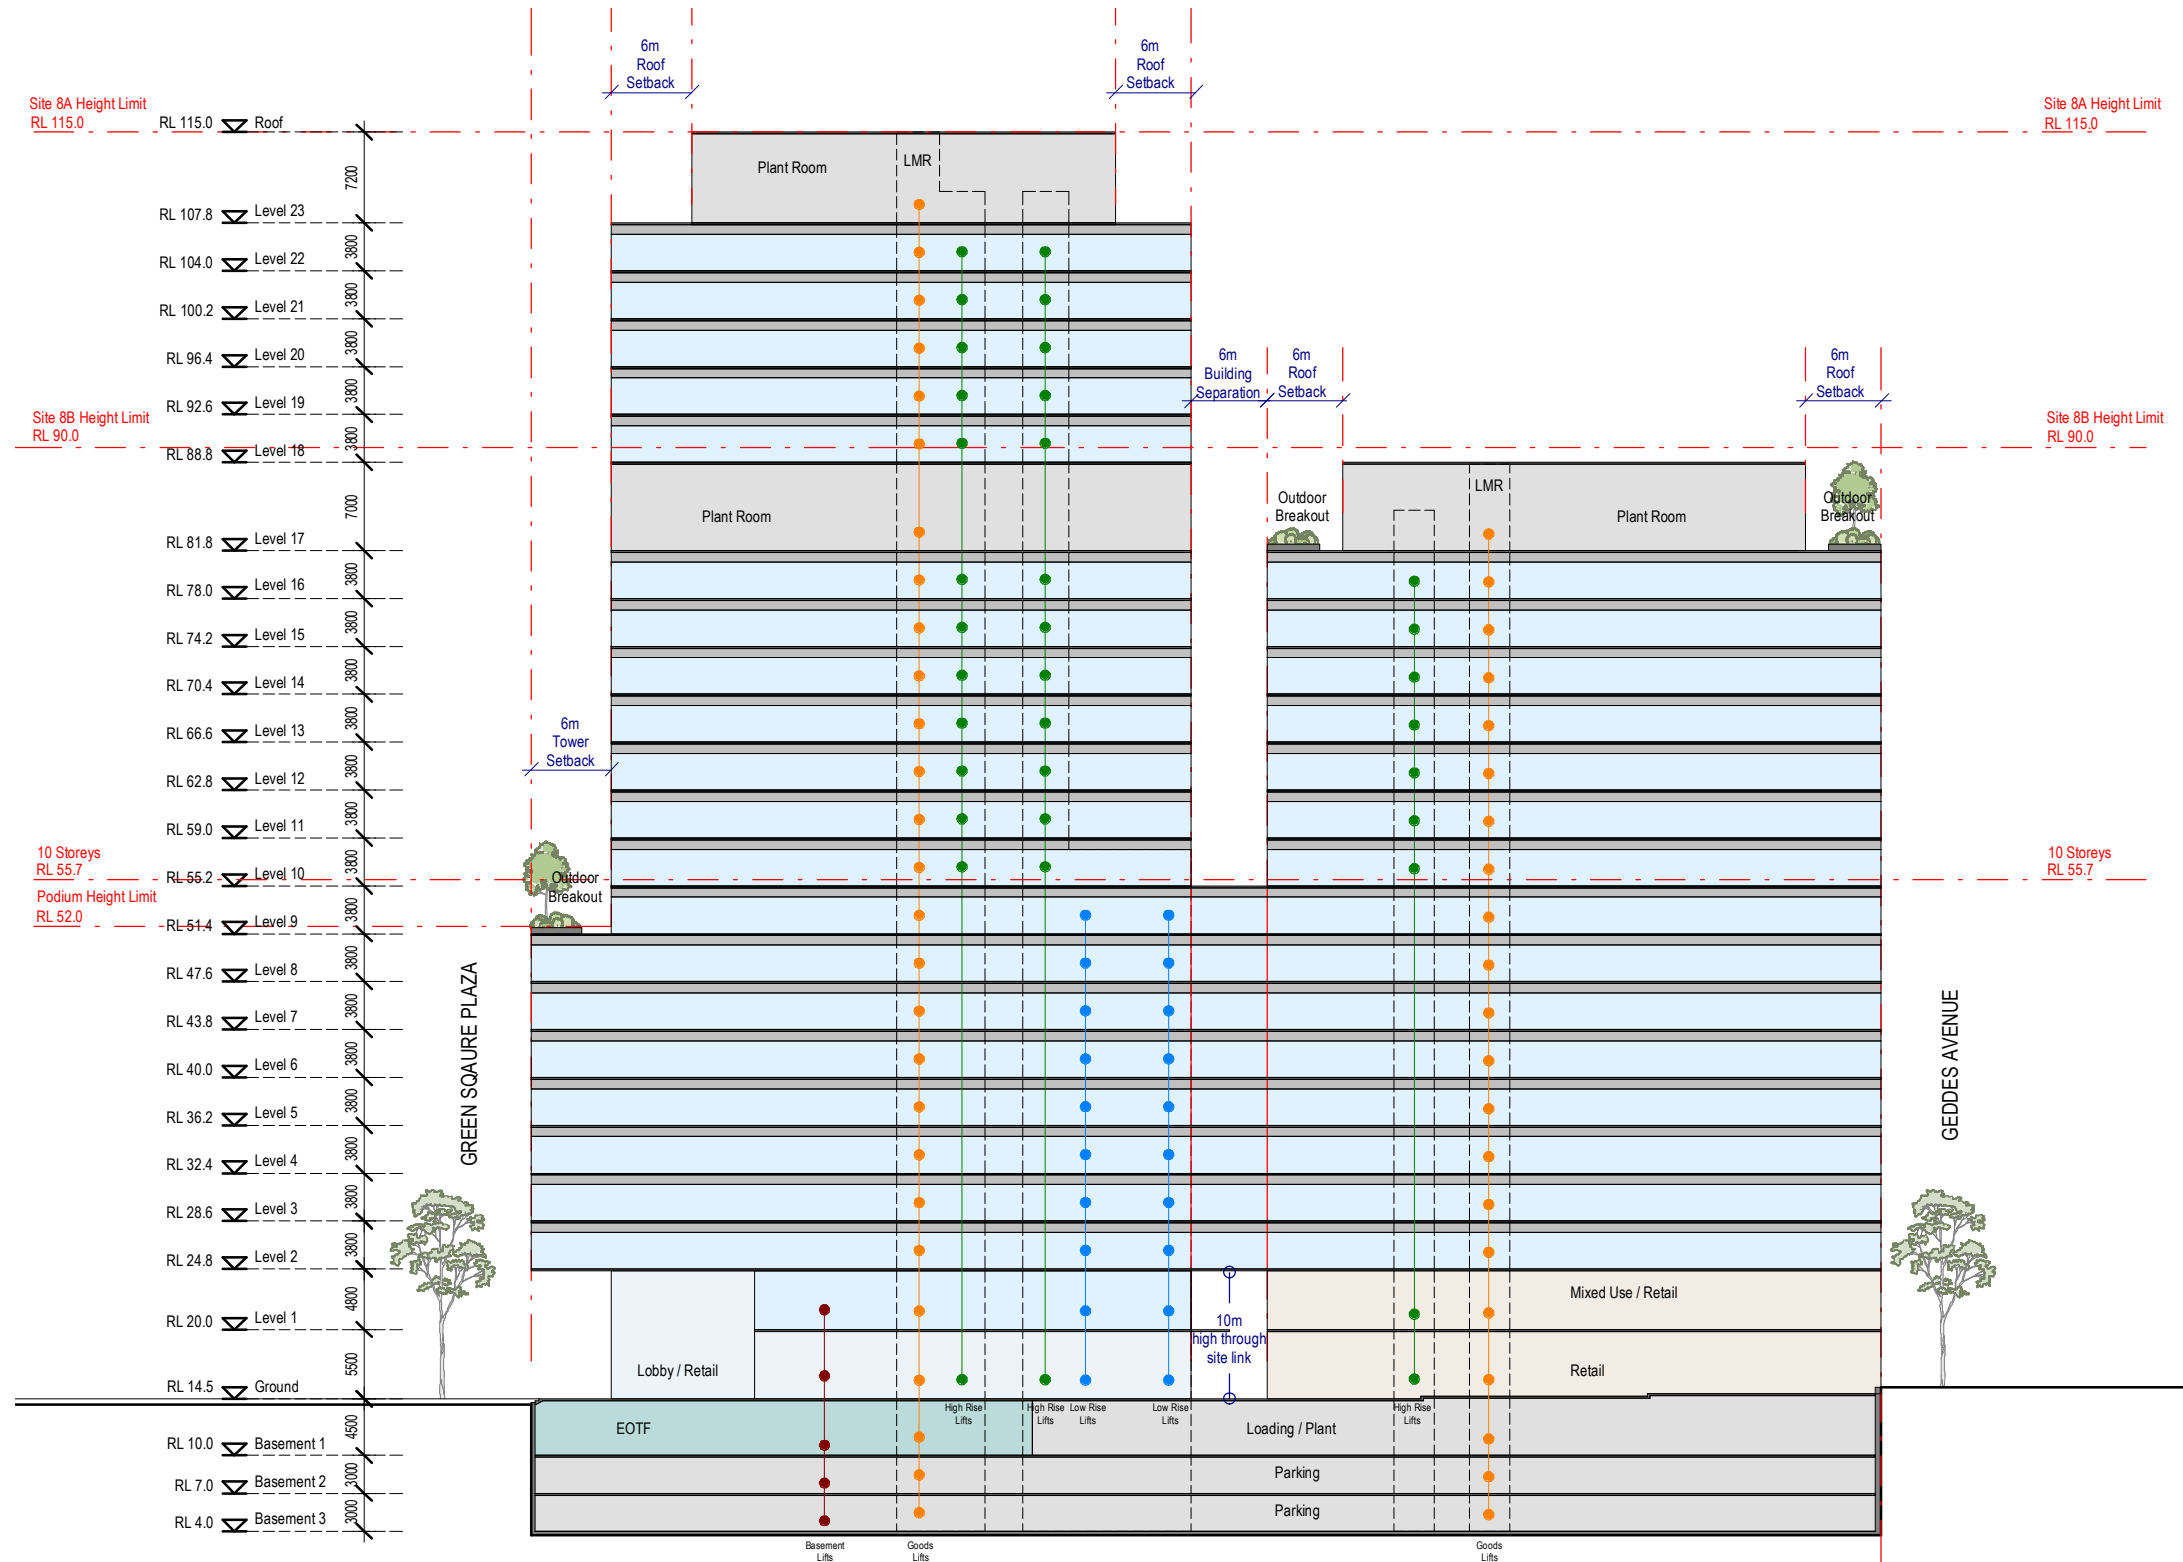 6m
Roof
Setback
6m
Roof
Setback
Site 8A Height Limit
RL 115.0
RL 115.0 Roof
Site 8A Height Limit
RL 115.0
7200
Plant Room
LMR
RL 107.8 Level 23
3800
RL 104.0 Level 22
3800
RL 100.2 Level 21
3800
RL 96.4 Level 20
3800
6m
Building
Separation
6m
Roof
Setback
6m
Roof
Setback
RL 92.6 Level 19
3800
Site 8B Height Limit
RL 90.0
Site 8B Height Limit
RL 90.0
RL 88.8 Level 18
7000
Plant Room
Outdoor
Breakout
LMR
Plant Room
Outdoor
Breakout
RL 81.8 Level 17
3800
RL 78.0 Level 16
3800
RL 74.2 Level 15
3800
RL 70.4 Level 14
3800
6m
Tower
Setback
RL 66.6 Level 13
3800
RL 62.8 Level 12
3800
RL 59.0 Level 11
3800
10 Storeys
RL 55.7
10 Storeys
RL 55.7
RL 55.2 Level 10
Outdoor
Breakout
3800
Podium Height Limit
RL 52.0
RL 51.4 Level 9
3800
RL 47.6 Level 8
3800
RL 43.8 Level 7
3800
RL 40.0 Level 6
3800
RL 36.2 Level 5
3800
RL 32.4 Level 4
3800
RL 28.6 Level 3
3800
RL 24.8 Level 2
GREEN SQAURE PLAZA
GEDDES AVENUE
4800
Mixed Use / Retail
RL 20.0 Level 1
10m
high through
site link
5500
Lobby / Retail
Retail
RL 14.5 Ground
High Rise
Lifts
High Rise
Lifts
Low Rise
Lifts
Low Rise
Lifts
High Rise
Lifts
4500
EOTF
Loading / Plant
RL 10.0 Basement 1
3000
Parking
RL 7.0 Basement 2
3000
Parking
RL 4.0 Basement 3
Basement
Lifts
Goods
Lifts
Goods
Lifts